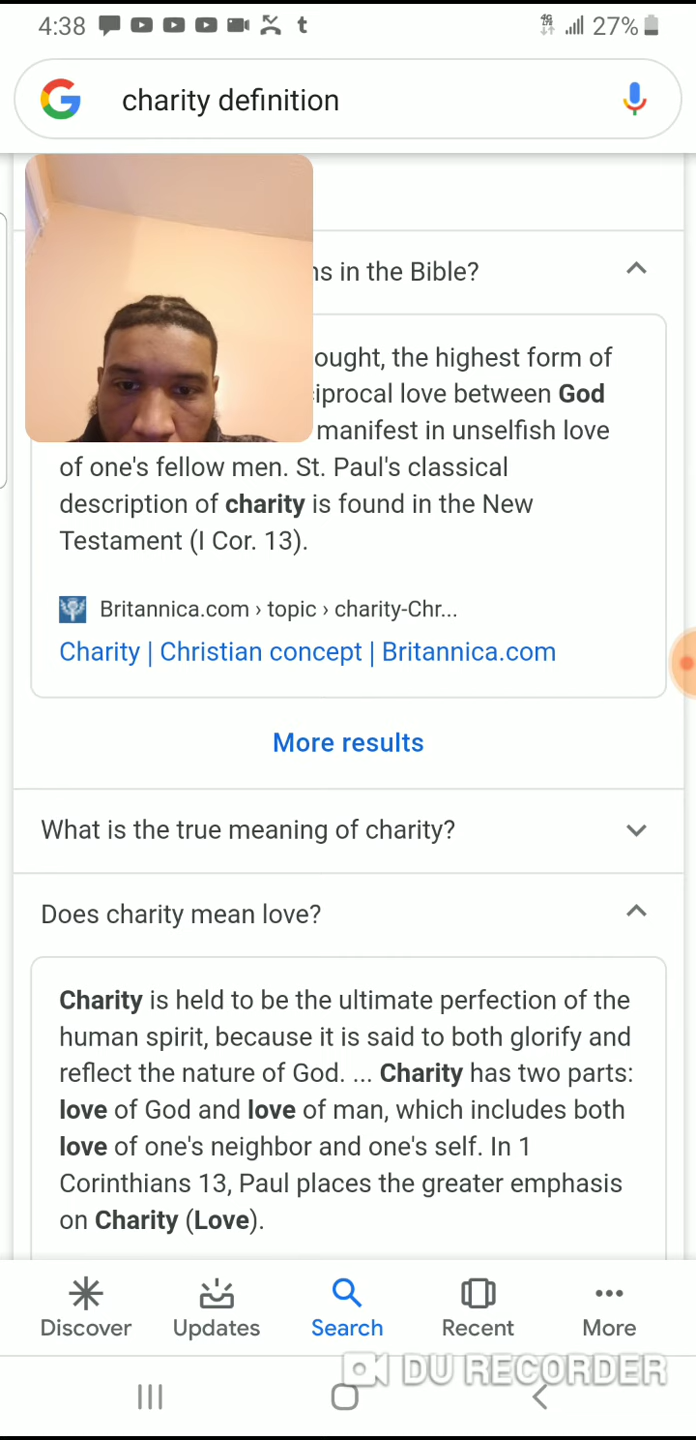 4:38 t 27%
charity definition
ns in the Bible?
ought, the highest form of
iprocal love between God
manifest in unselfish love
of one's fellow men. St. Paul's classical
description of charity is found in the New
Testament (I Cor. 13).
Britannica.com › topic › charity-Chr...
Charity | Christian concept | Britannica.com
More results
What is the true meaning of charity?
Does charity mean love?
Charity is held to be the ultimate perfection of the
human spirit, because it is said to both glorify and
reflect the nature of God. ... Charity has two parts:
love of God and love of man, which includes both
love of one's neighbor and one's self. In 1
Corinthians 13, Paul places the greater emphasis
on Charity (Love).
Discover Updates Search Recent More
DU RECORDER